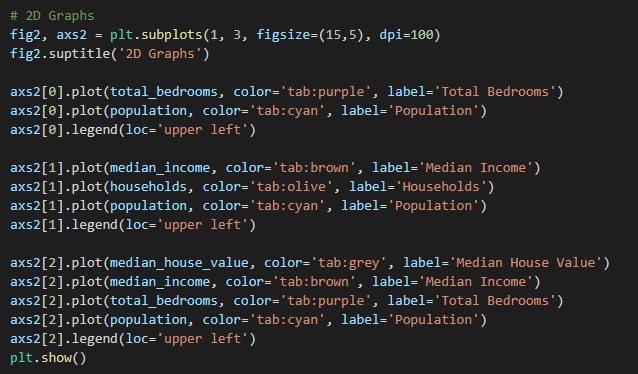 # 2D Graphs
fig2, axs2 = plt.subplots(1, 3, figsize=(15,5), dpi=100)
fig2.suptitle('2D Graphs')

axs2[0].plot(total_bedrooms, color='tab:purple', label='Total Bedrooms')
axs2[0].plot(population, color='tab:cyan', label='Population')
axs2[0].legend(loc='upper left')

axs2[1].plot(median_income, color='tab:brown', label='Median Income')
axs2[1].plot(households, color='tab:olive', label='Households')
axs2[1].plot(population, color='tab:cyan', label='Population')
axs2[1].legend(loc='upper left')

axs2[2].plot(median_house_value, color='tab:grey', label='Median House Value')
axs2[2].plot(median_income, color='tab:brown', label='Median Income')
axs2[2].plot(total_bedrooms, color='tab:purple', label='Total Bedrooms')
axs2[2].plot(population, color='tab:cyan', label='Population')
axs2[2].legend(loc='upper left')
plt.show()